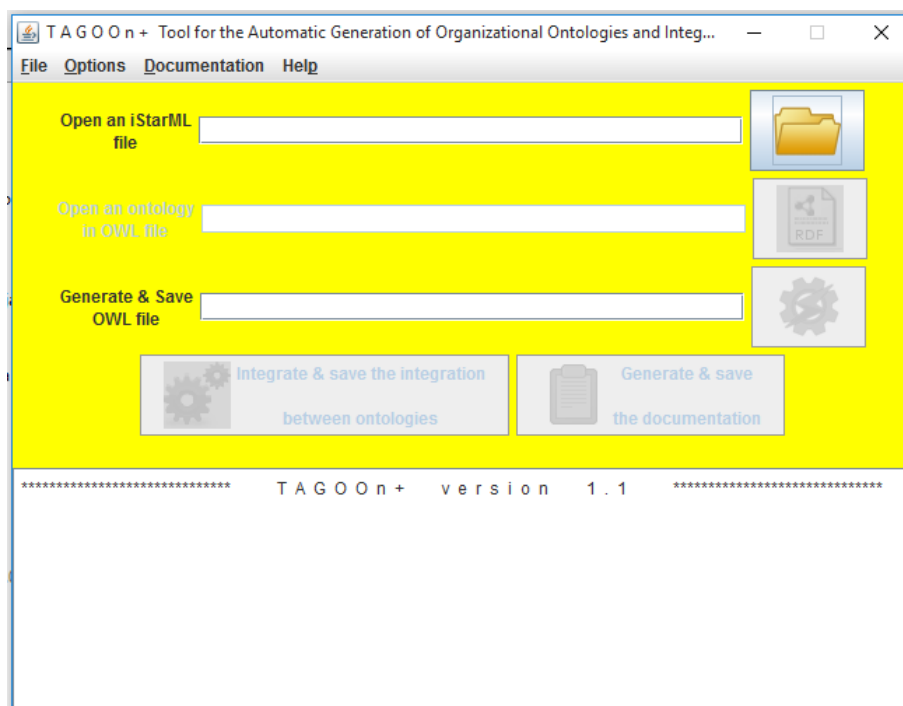 T A G O O n + Tool for the Automatic Generation of Organizational Ontologies and Integ...
File Options Documentation Help
Open an iStarML
file
Open an ontology
in OWL file
RDF
Generate & Save
OWL file
Integrate & save the integration
between ontologies
Generate & save
the documentation
****************************** T A G O O n + v e r s i o n 1 . 1 ******************************